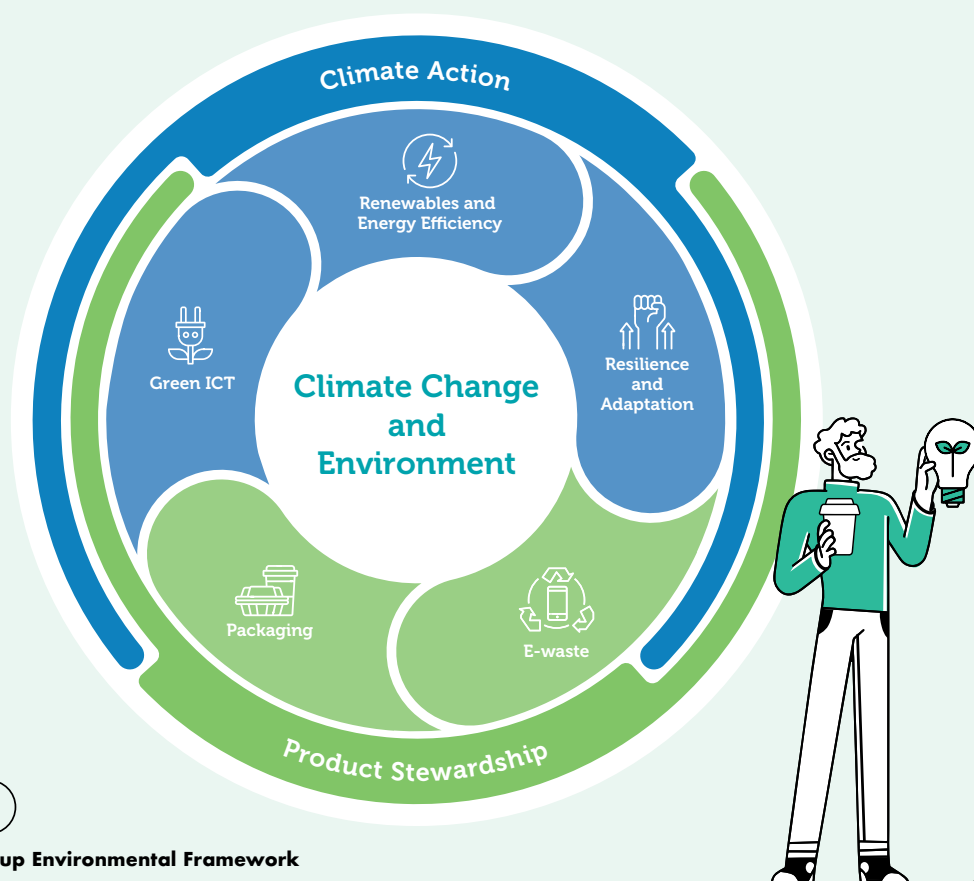 Climate Action
Renewables and
Energy Efficiency
Resilience
and
Adaptation
Green ICT
Climate Change
and
Environment
Packaging
E-waste
Product Stewardship
up Environmental Framework